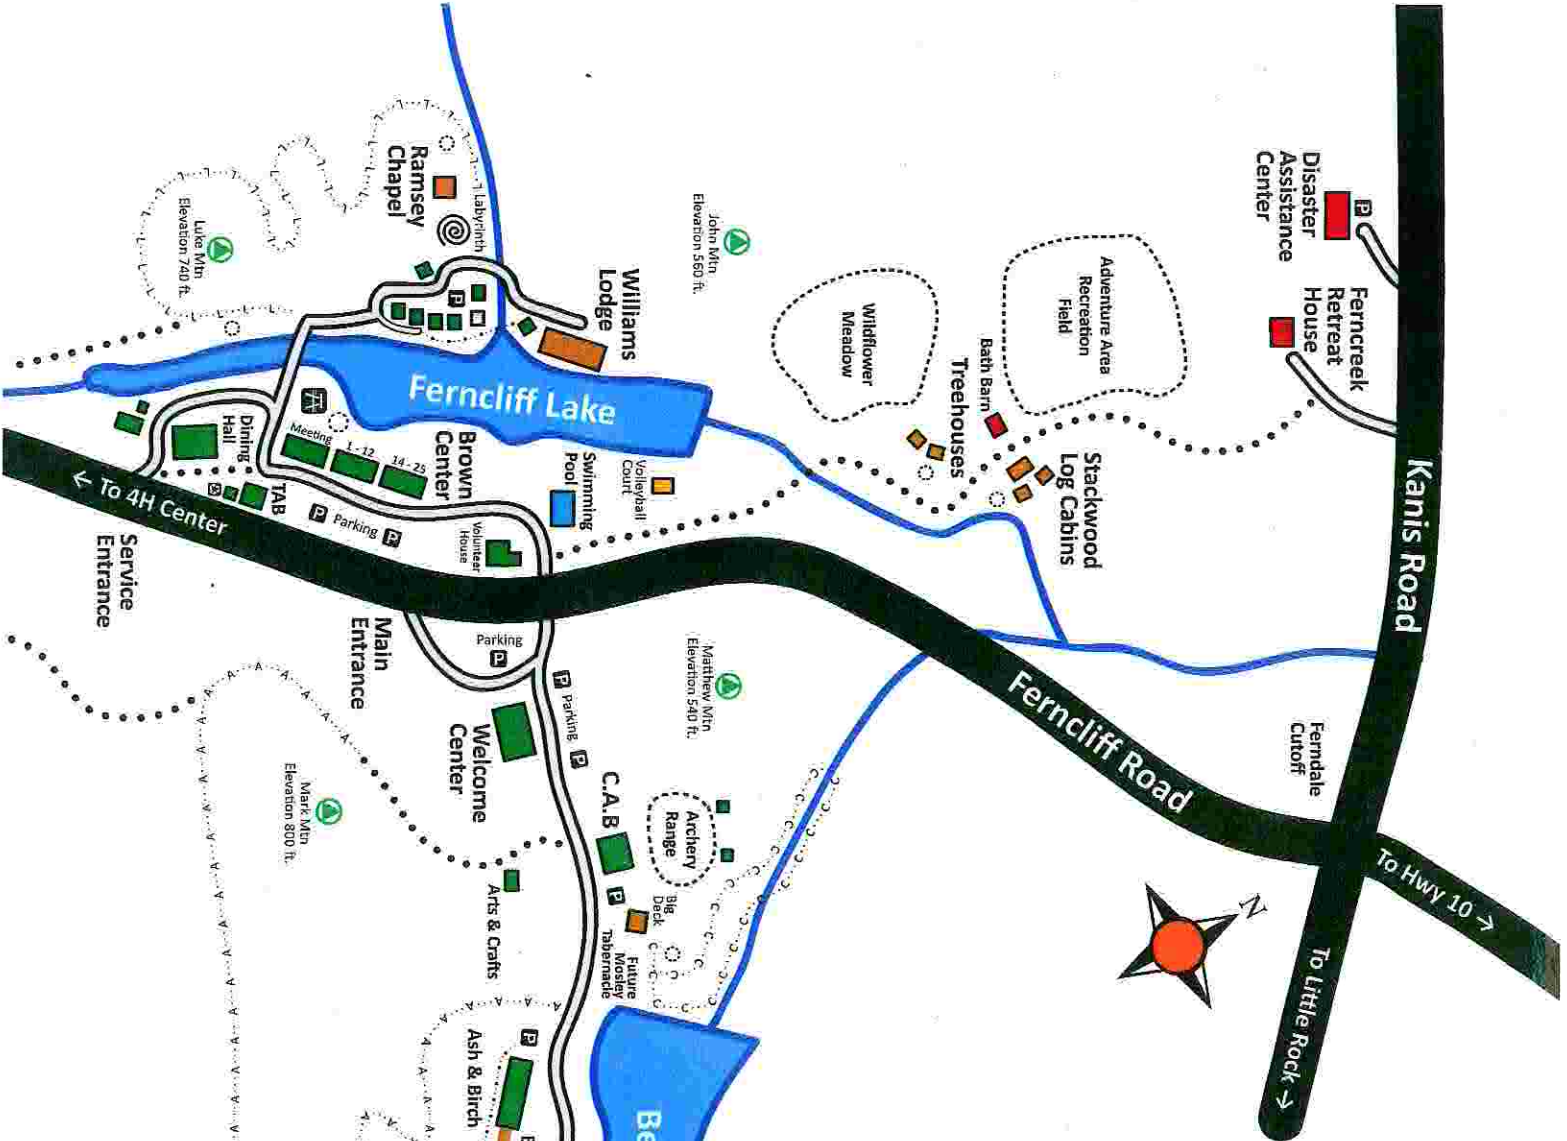 Kanis Road
Disaster
Assistance
Center
P
Ferncreek
Retreat
House
Adventure Area
Recreation
Field
Wildflower
Meadow
Bath Barn
Treehouses
Stackwood
Log Cabins
John Mtn
Elevation 560 ft.
Williams
Lodge
Labyrinth
Ramsey
Chapel
P
Luke Mtn
Elevation 740 ft.
Ferncliff Lake
Volleyball
Court
Swimming
Pool
Brown
Center
Meeting
1 - 12
14 - 25
Dining
Hall
TAB
P Parking P
Volunteer
House
← To 4H Center
Service
Entrance
Main
Entrance
Parking
P
P Parking P
Welcome
Center
Matthew Mtn
Elevation 540 ft.
Mark Mtn
Elevation 800 ft.
Ferncliff Road
Ferndale
Cutoff
To Hwy 10 →
To Little Rock →
N
C.A.B
P
Archery
Range
Big
Deck
Future
Mosley
Tabernacle
Arts & Crafts
P
Ash & Birch
Be